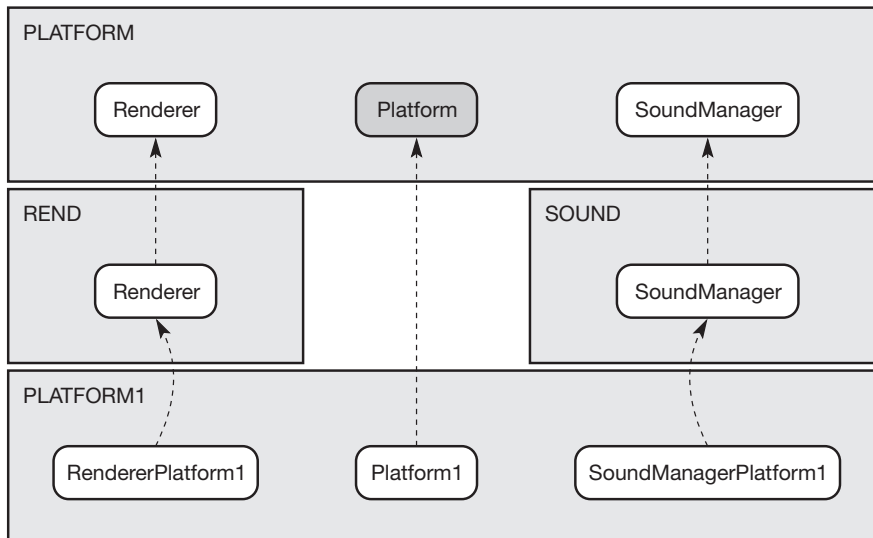 PLATFORM
Renderer
Platform
SoundManager
REND
SOUND
Renderer
SoundManager
PLATFORM1
RendererPlatform1
Platform1
SoundManagerPlatform1